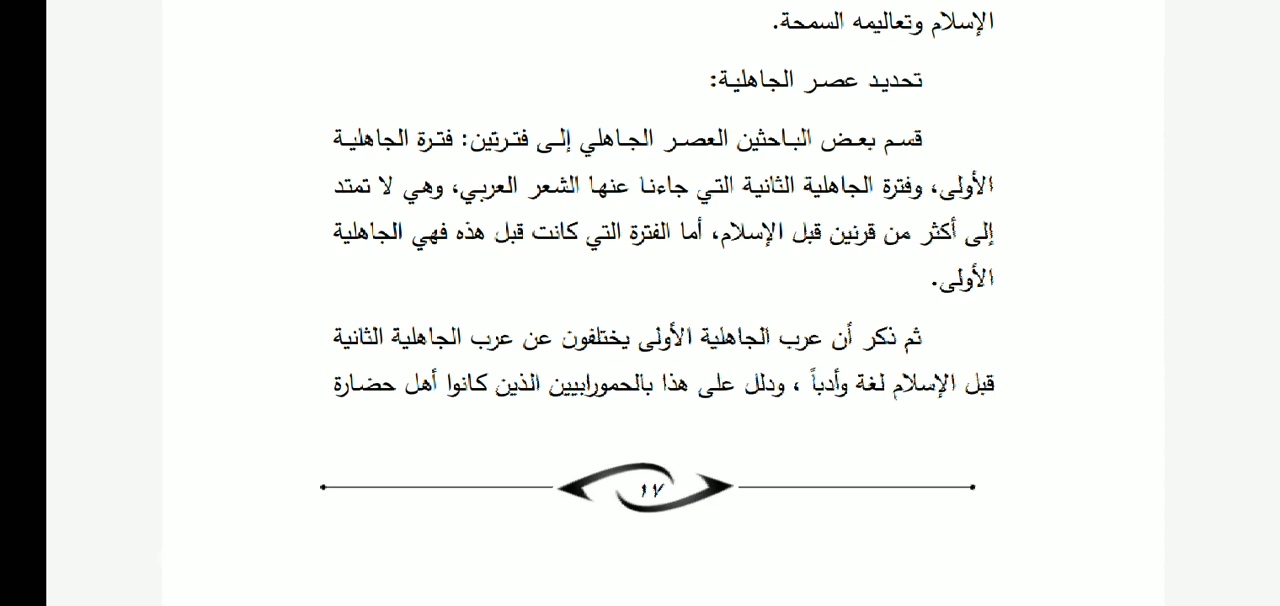 الإسلام وتعاليمه السمحة.
تحديد عصر الجاهلية:
قسم بعض الباحثين العصر الجاهلي إلى فترتين: فترة الجاهلية
الأولى، وفترة الجاهلية الثانية التي جاءنا عنها الشعر العربي، وهي لا تمتد
إلى أكثر من قرنين قبل الإسلام، أما الفترة التي كانت قبل هذه فهي الجاهلية
الأولى.
ثم ذكر أن عرب الجاهلية الأولى يختلفون عن عرب الجاهلية الثانية
قبل الإسلام لغة وأدباً ، ودلل على هذا بالحمورابيين الذين كانوا أهل حضارة
١٧